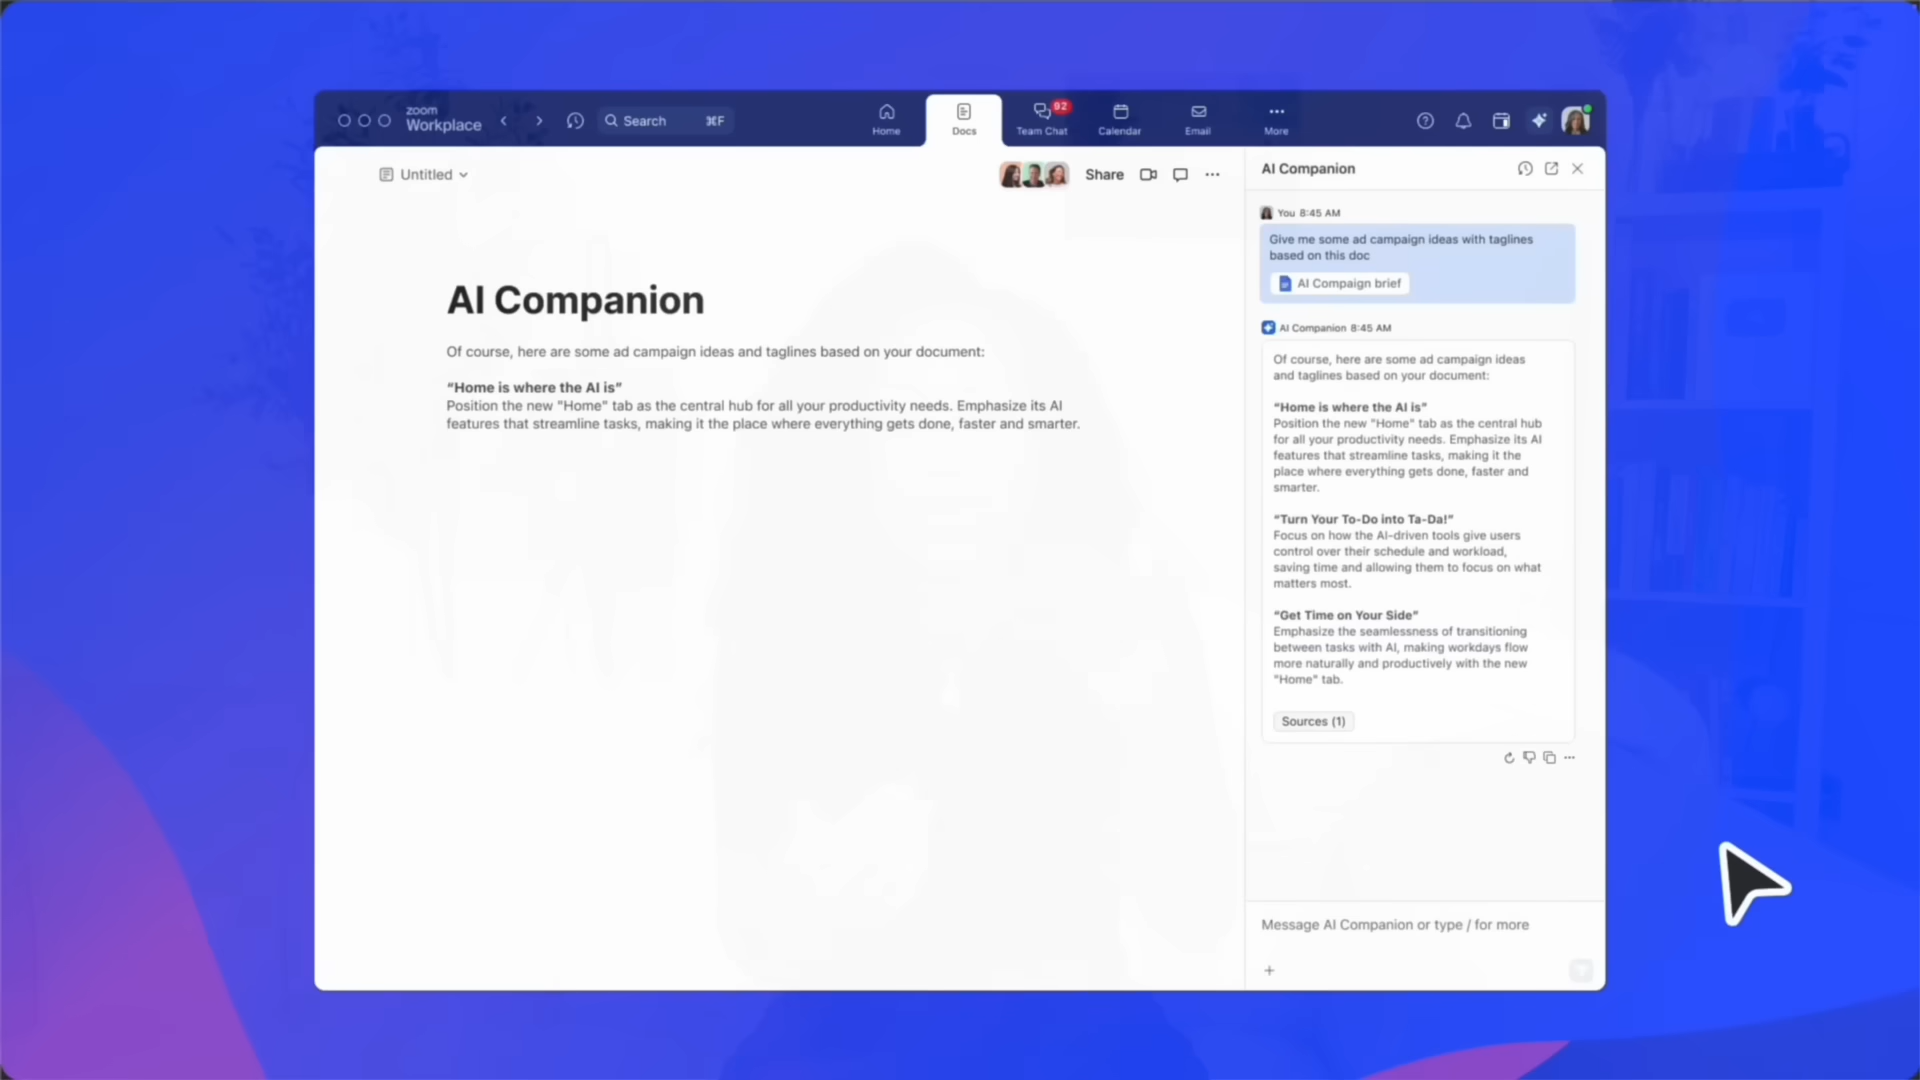 zoom
Workplace
Search
⌘F
Home
Docs
92
Team Chat
Calendar
Email
More
Untitled
Share
AI Companion
Of course, here are some ad campaign ideas and taglines based on your document:
“Home is where the AI is”
Position the new "Home" tab as the central hub for all your productivity needs. Emphasize its AI
features that streamline tasks, making it the place where everything gets done, faster and smarter.
AI Companion
You 8:45 AM
Give me some ad campaign ideas with taglines
based on this doc
AI Compaign brief
AI Companion 8:45 AM
Of course, here are some ad campaign ideas
and taglines based on your document:
“Home is where the AI is”
Position the new "Home" tab as the central hub
for all your productivity needs. Emphasize its AI
features that streamline tasks, making it the
place where everything gets done, faster and
smarter.
“Turn Your To-Do into Ta-Da!”
Focus on how the AI-driven tools give users
control over their schedule and workload,
saving time and allowing them to focus on what
matters most.
“Get Time on Your Side”
Emphasize the seamlessness of transitioning
between tasks with AI, making workdays flow
more naturally and productively with the new
"Home" tab.
Sources (1)
Message AI Companion or type / for more